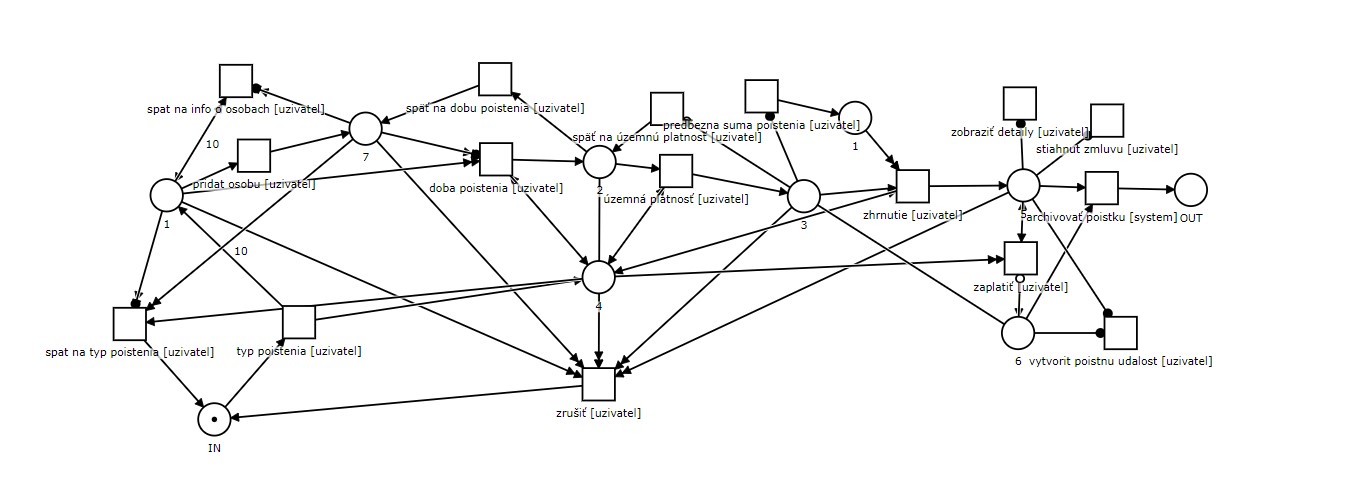 spat na info o osobach [uzivatel]
späť na dobu poistenia [uzivatel]
predbezna suma poistenia [uzivatel]
späť na územnú platnosť [uzivatel]
zobraziť detaily [uzivatel]
stiahnuť zmluvu [uzivatel]
10
7
1
pridat osobu [uzivatel]
doba poistenia [uzivatel]
2
územná platnosť [uzivatel]
zhrnutie [uzivatel]
5
archivovať poistku [system]
OUT
1
3
10
4
zaplatiť [uzivatel]
spat na typ poistenia [uzivatel]
typ poistenia [uzivatel]
6
vytvorit poistnu udalost [uzivatel]
zrušiť [uzivatel]
IN